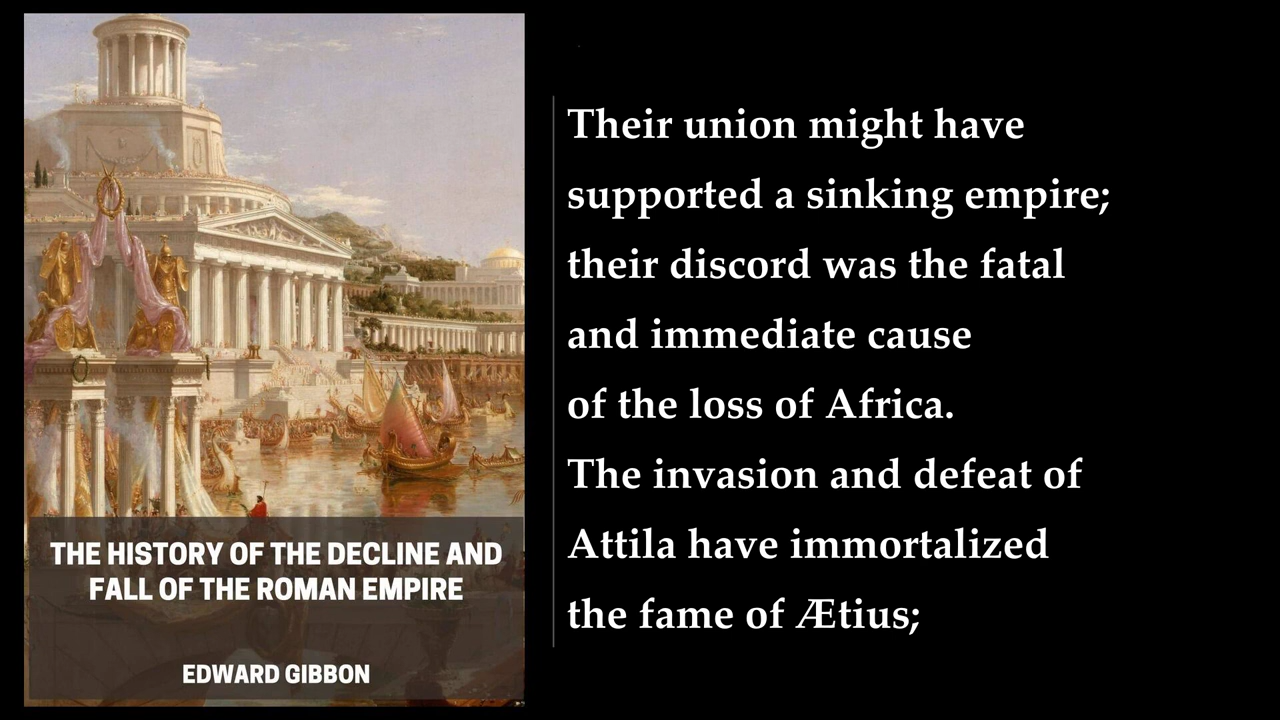 THE HISTORY OF THE DECLINE AND
FALL OF THE ROMAN EMPIRE
EDWARD GIBBON
Their union might have
supported a sinking empire;
their discord was the fatal
and immediate cause
of the loss of Africa.
The invasion and defeat of
Attila have immortalized
the fame of Ætius;